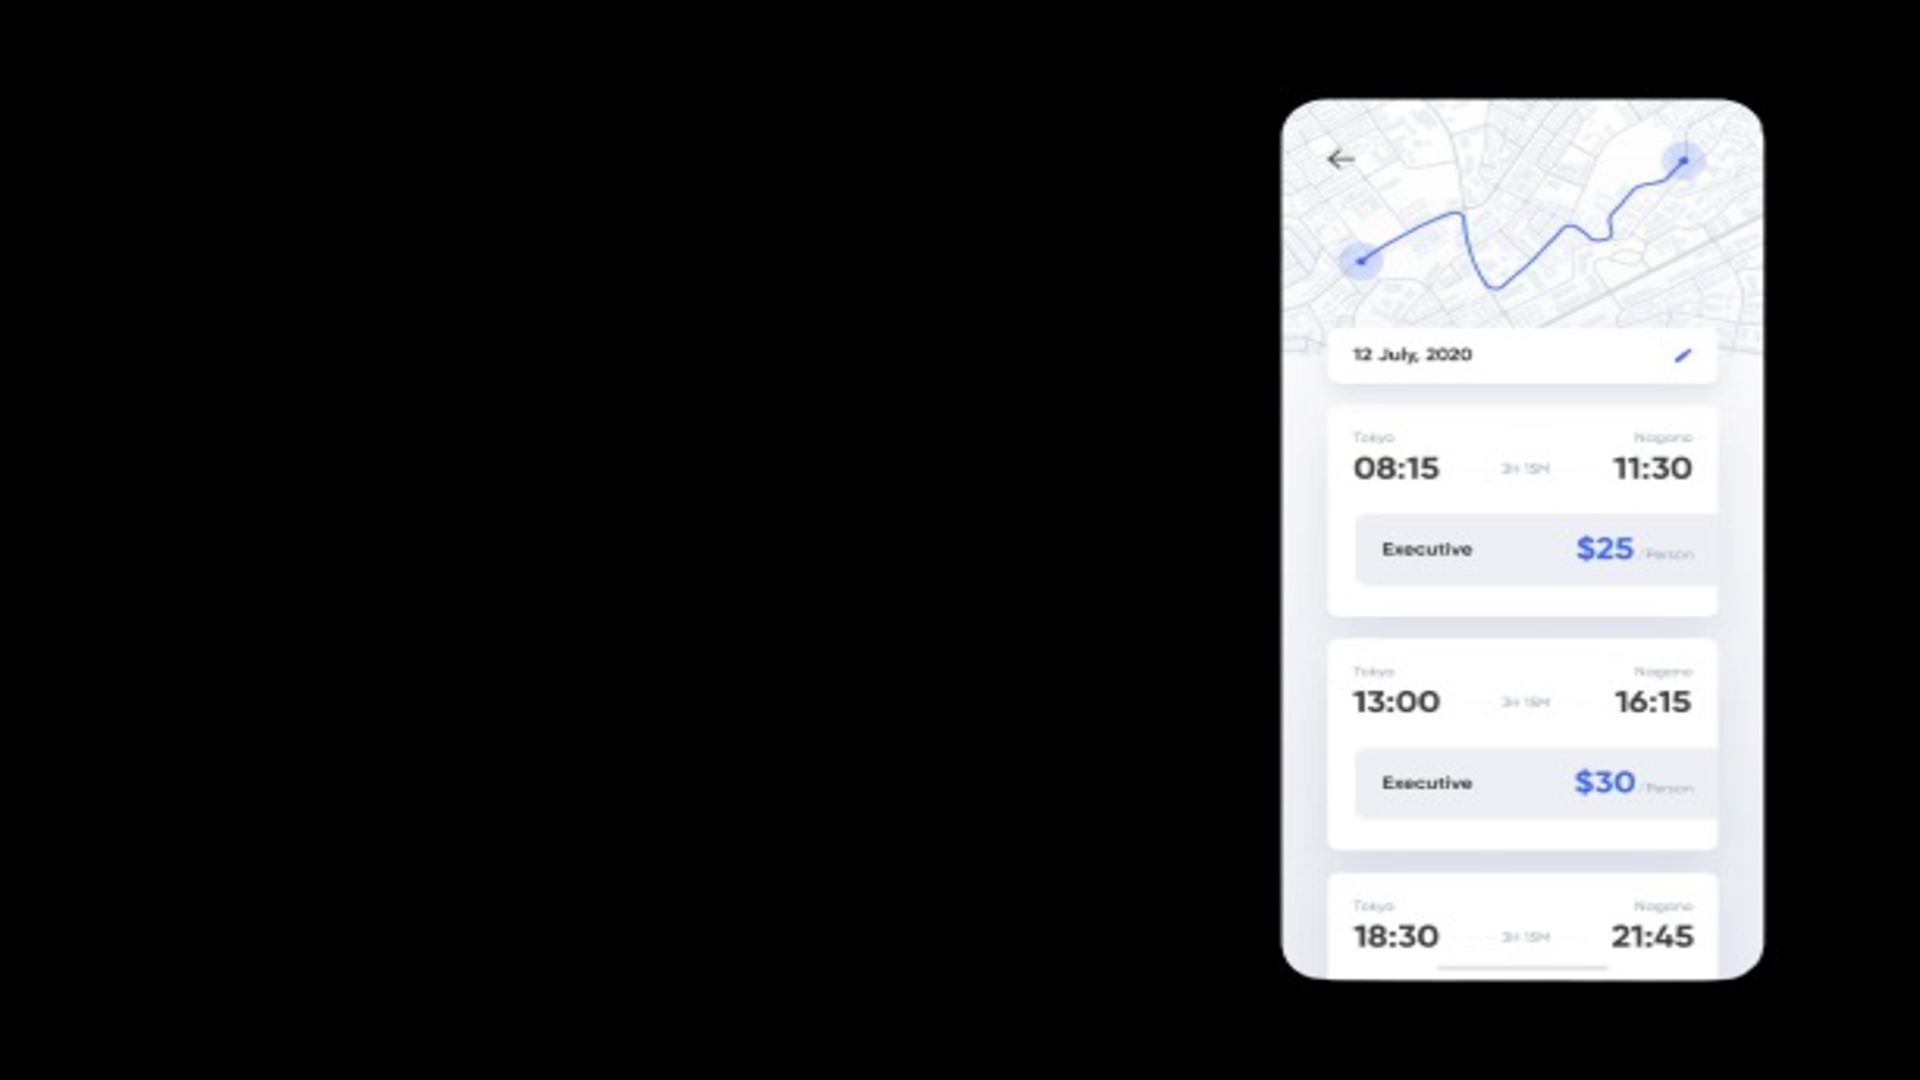 12 July, 2020
Tokyo Nagano
08:15 3H 15M 11:30
Executive $25 /Person
Tokyo Nagano
13:00 3H 15M 16:15
Executive $30 /Person
Tokyo Nagano
18:30 3H 15M 21:45